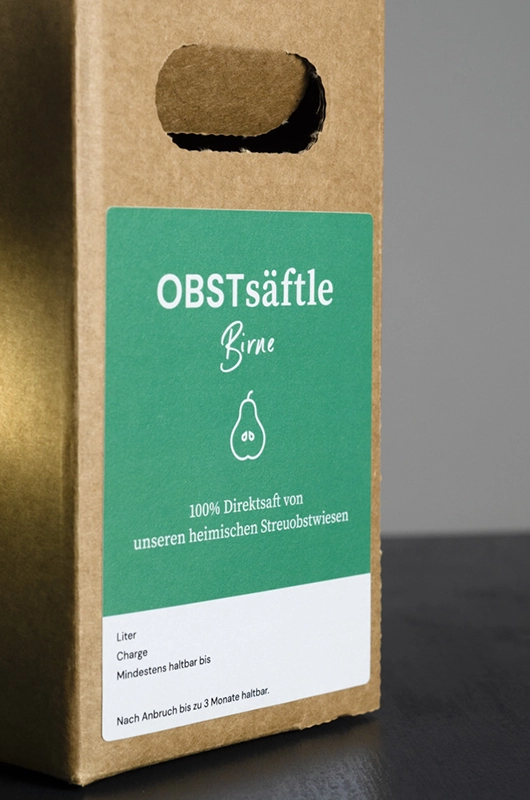 OBSTsäftle
Birne
100% Direktsaft von
unseren heimischen Streuobstwiesen
Liter
Charge
Mindestens haltbar bis
Nach Anbruch bis zu 3 Monate haltbar.